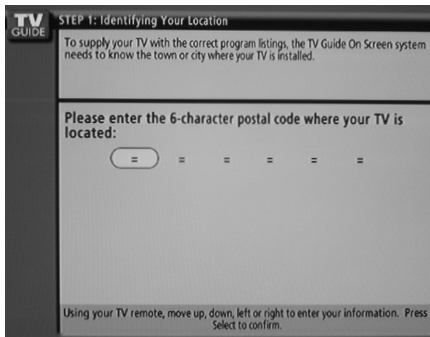 TV
GUIDE
STEP 1: Identifying Your Location
To supply your TV with the correct program listings, the TV Guide On Screen system
needs to know the town or city where your TV is installed.
Please enter the 6-character postal code where your TV is
located:
= = = = = =
Using your TV remote, move up, down, left or right to enter your information. Press
Select to confirm.